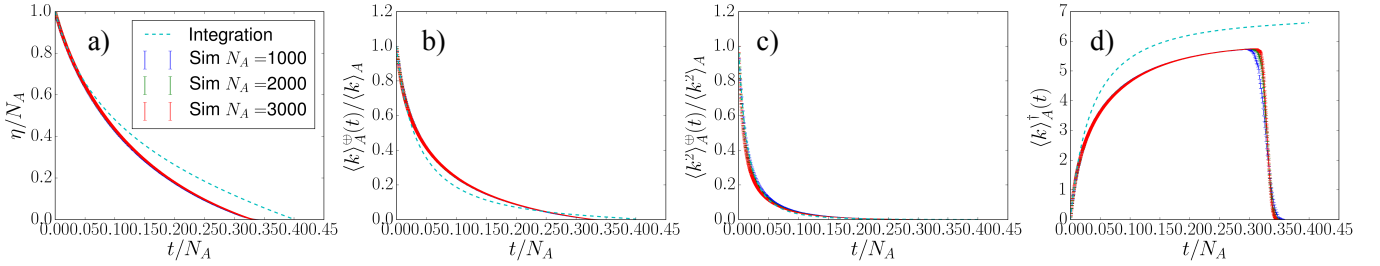 1.0
0.8
0.6
0.4
0.2
0.0
η/N_A
a)
Integration
Sim N_A=1000
Sim N_A=2000
Sim N_A=3000
0.000.050.100.150.200.250.300.350.400.45
t/N_A
1.2
1.0
0.8
0.6
0.4
0.2
0.0
⟨k⟩_A^⊕(t)/⟨k⟩_A
b)
0.000.050.100.150.200.250.300.350.400.45
t/N_A
1.2
1.0
0.8
0.6
0.4
0.2
0.0
⟨k²⟩_A^⊕(t)/⟨k²⟩_A
c)
0.000.050.100.150.200.250.300.350.400.45
t/N_A
7
6
5
4
3
2
1
0
⟨k⟩_A^†(t)
d)
0.000.050.100.150.200.250.300.350.400.45
t/N_A